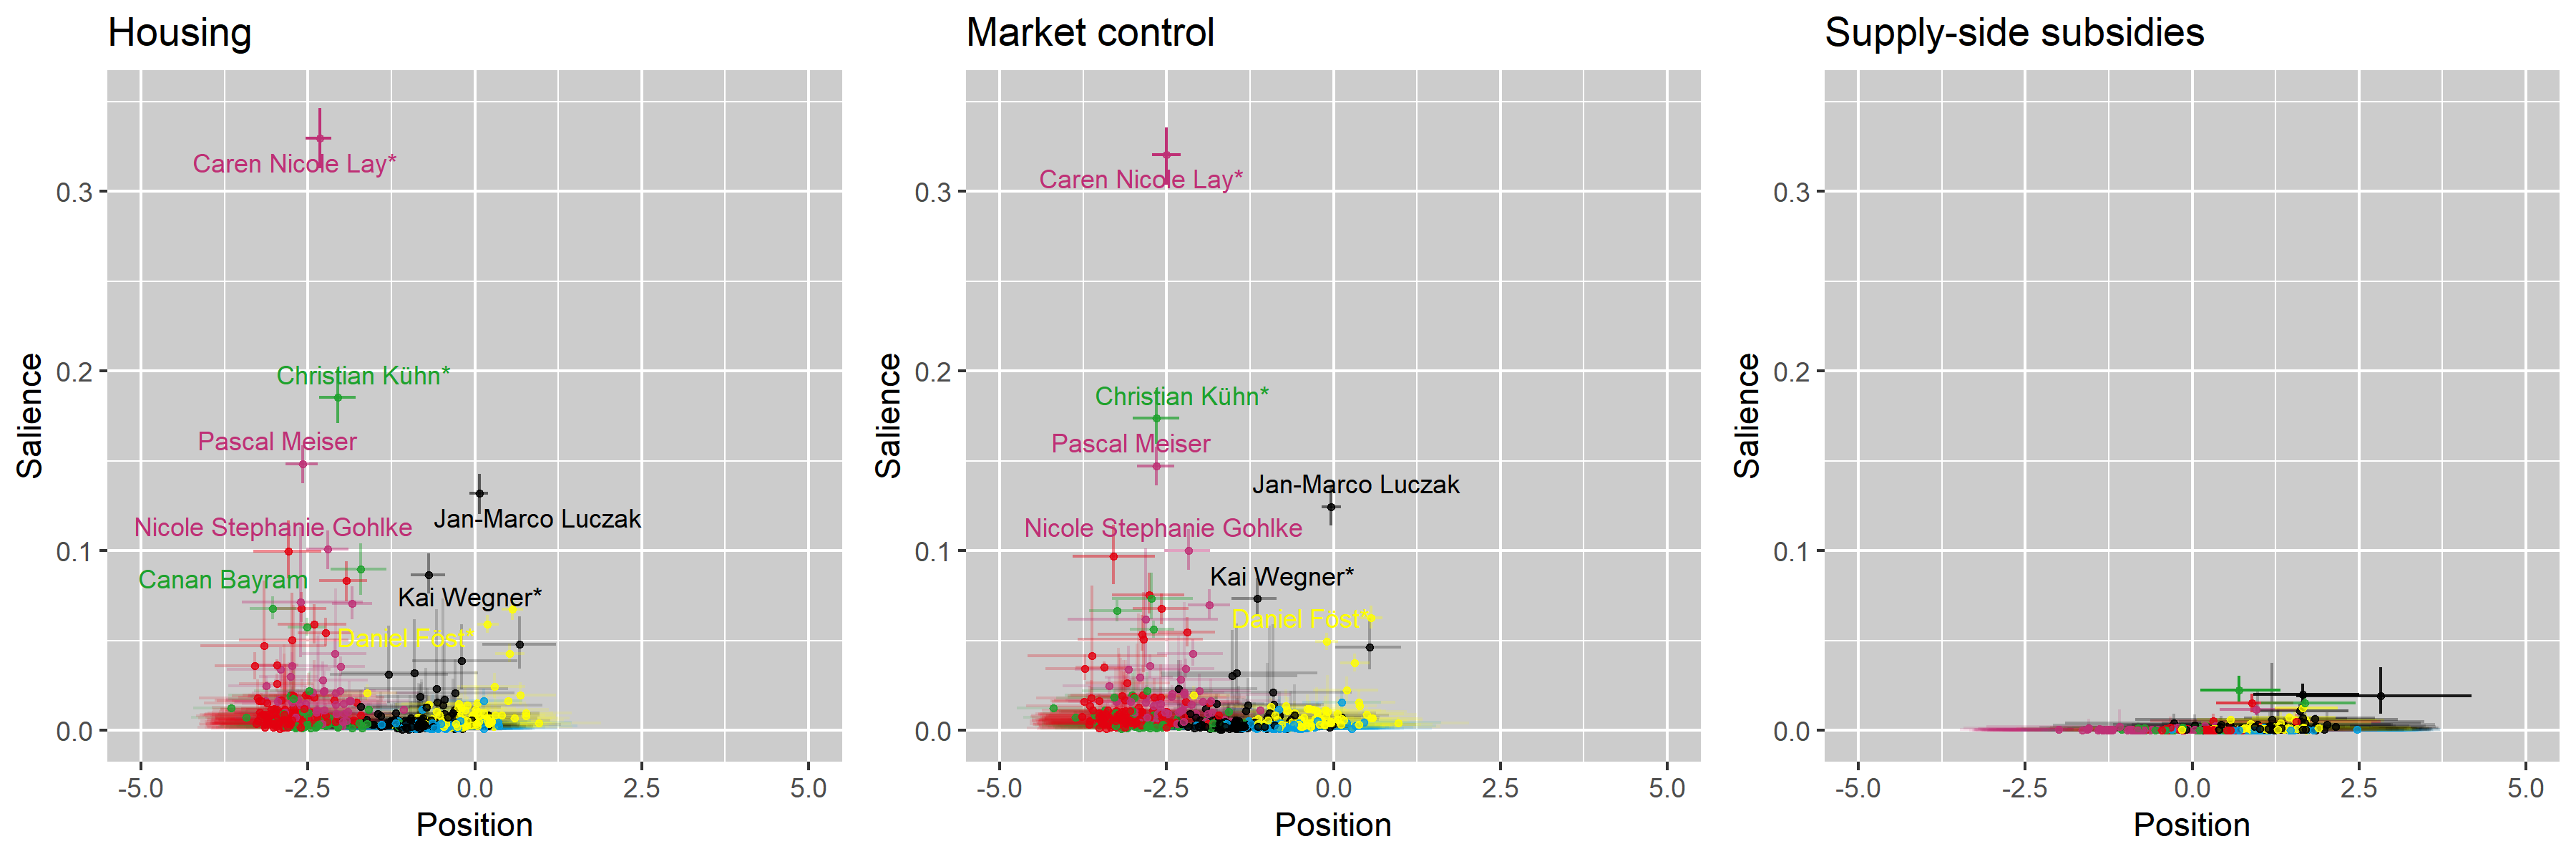 Housing
Salience
0.3
0.2
0.1
0.0
Caren Nicole Lay*
Christian Kühn*
Pascal Meiser
Jan-Marco Luczak
Nicole Stephanie Gohlke
Canan Bayram
Kai Wegner*
Daniel Föst*
-5.0 -2.5 0.0 2.5 5.0
Position
Market control
Salience
0.3
0.2
0.1
0.0
Caren Nicole Lay*
Christian Kühn*
Pascal Meiser
Jan-Marco Luczak
Nicole Stephanie Gohlke
Kai Wegner*
Daniel Föst*
-5.0 -2.5 0.0 2.5 5.0
Position
Supply-side subsidies
Salience
0.3
0.2
0.1
0.0
-5.0 -2.5 0.0 2.5 5.0
Position